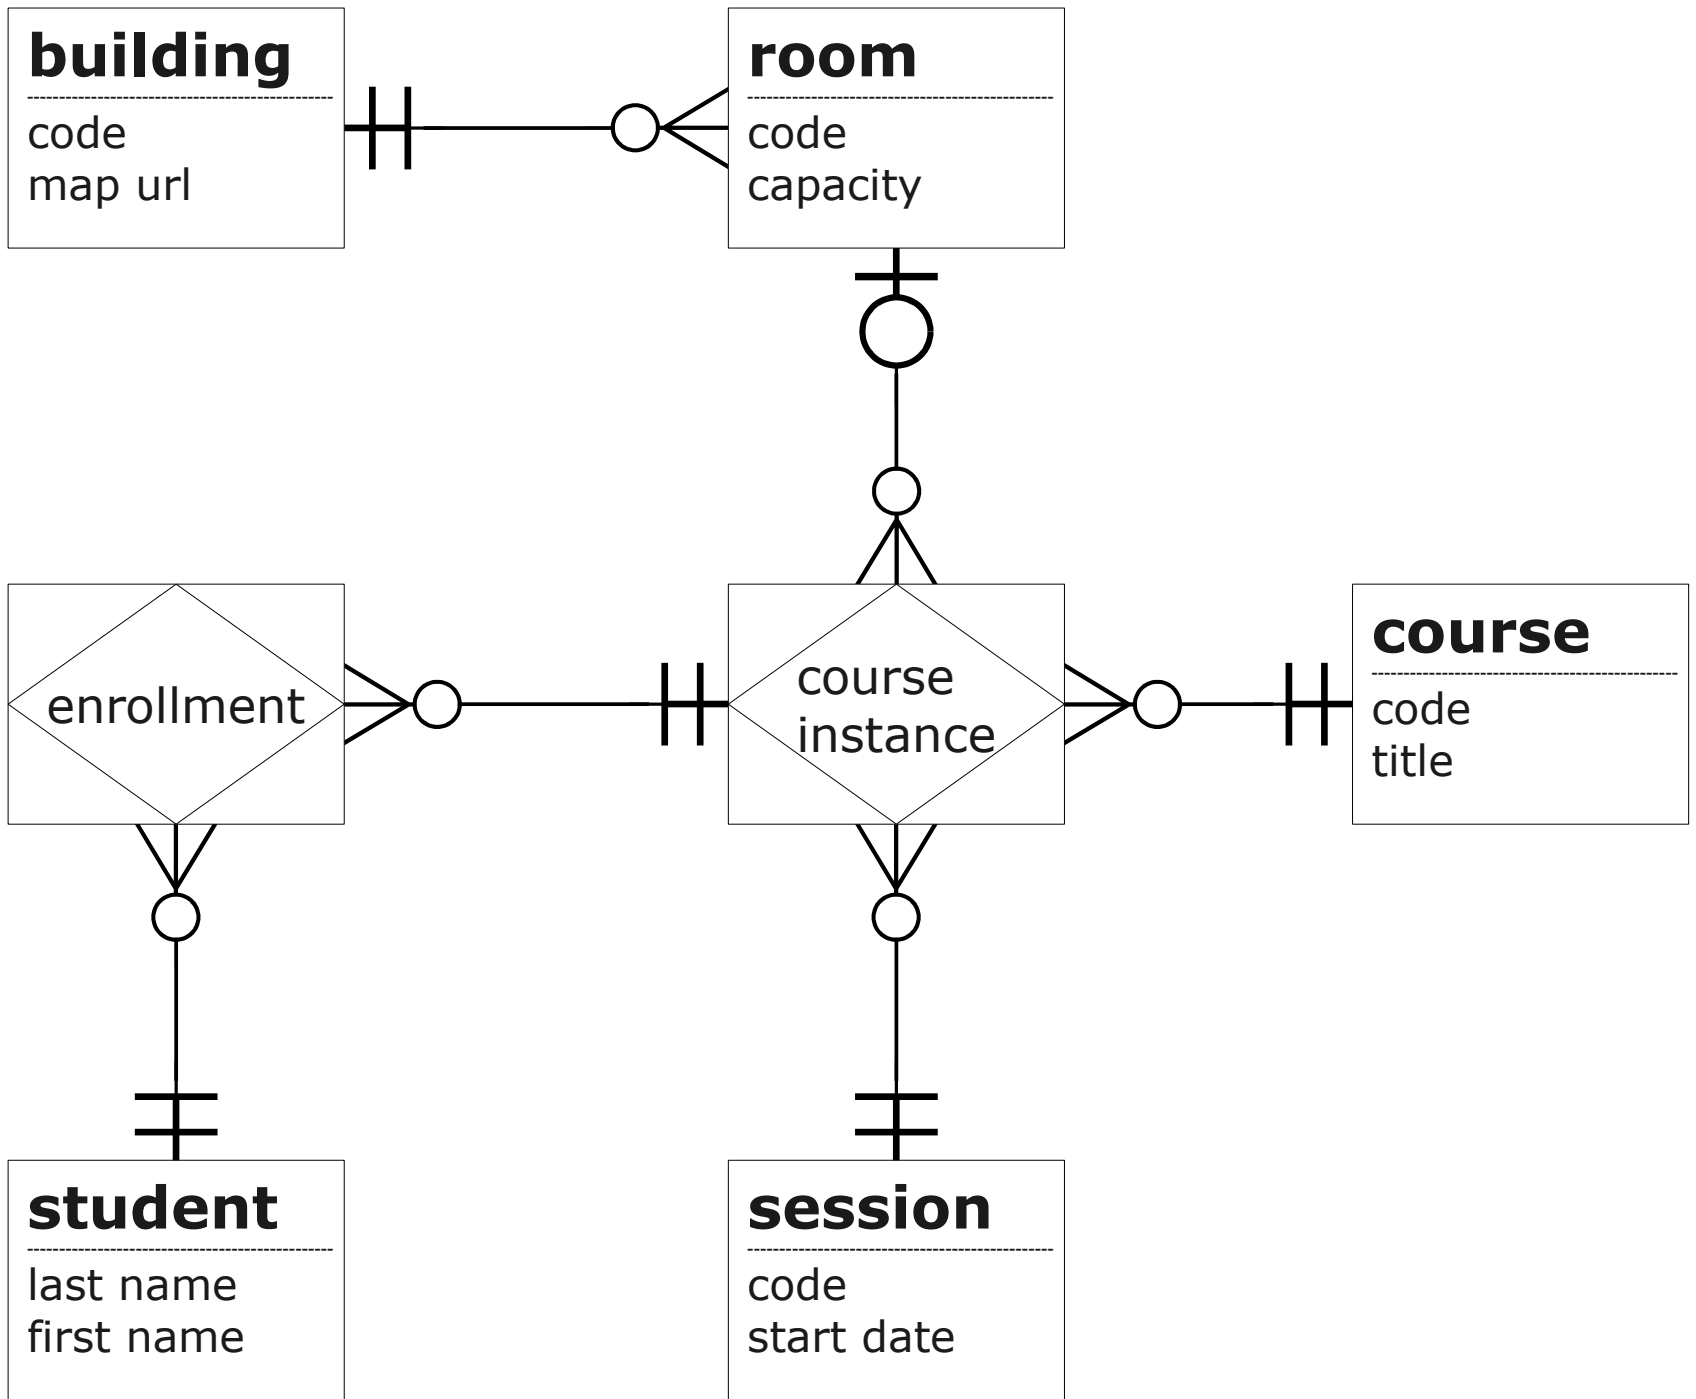 building
code
map url
room
code
capacity
enrollment
course
instance
course
code
title
student
last name
first name
session
code
start date